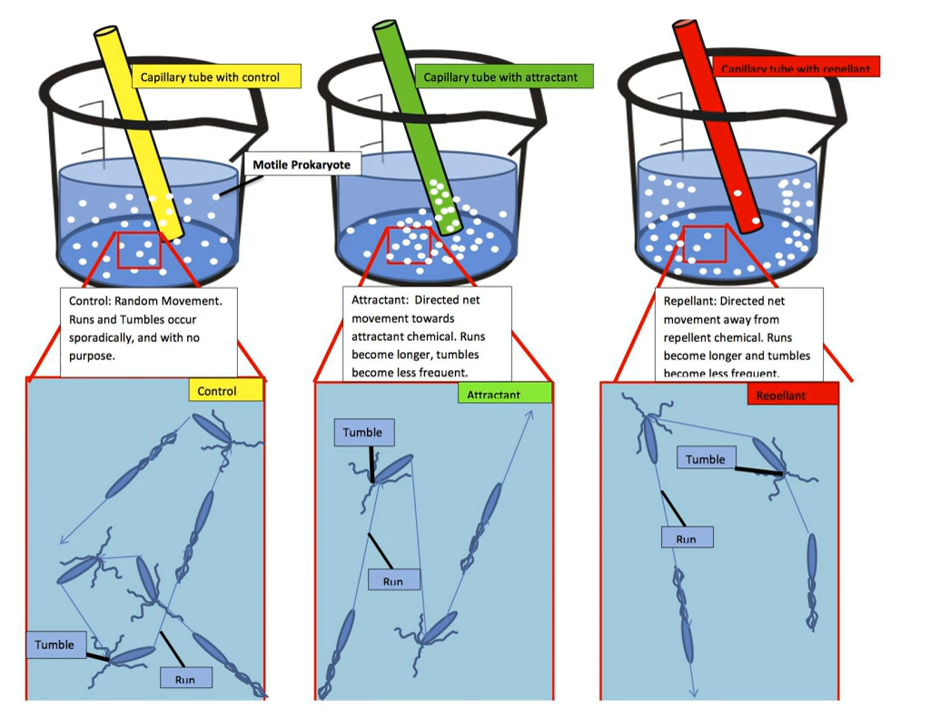 Capillary tube with control
Capillary tube with attractant
Capillary tube with repellant
Motile Prokaryote
Control: Random Movement.
Runs and Tumbles occur
sporadically, and with no
purpose.
Attractant: Directed net
movement towards
attractant chemical. Runs
become longer, tumbles
become less frequent.
Repellant: Directed net
movement away from
repellent chemical. Runs
become longer and tumbles
become less frequent.
Control
Tumble
Run
Attractant
Tumble
Run
Repellant
Tumble
Run